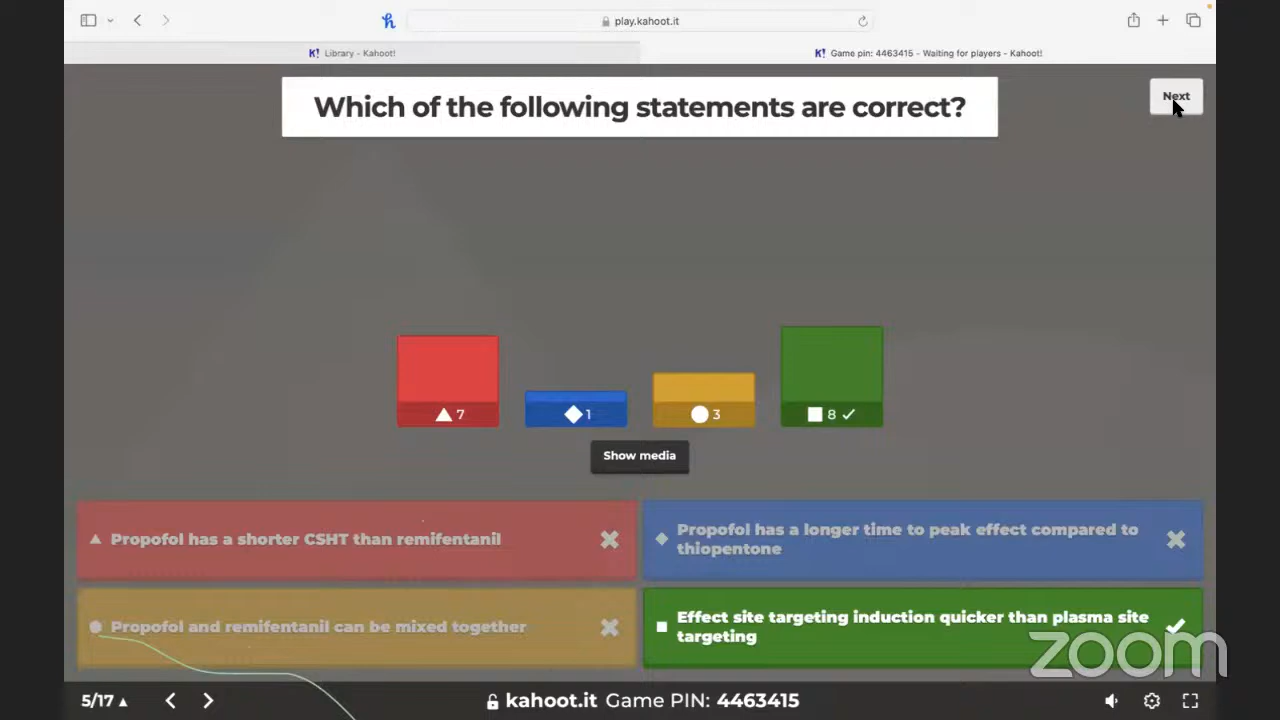 play.kahoot.it
K! Library - Kahoot!
K! Game pin: 4463415 - Waiting for players - Kahoot!
Which of the following statements are correct?
Next
7
1
3
8
Show media
Propofol has a shorter CSHT than remifentanil
Propofol has a longer time to peak effect compared to
thiopentone
Propofol and remifentanil can be mixed together
Effect site targeting induction quicker than plasma site
targeting
zoom
5/17
kahoot.it Game PIN: 4463415